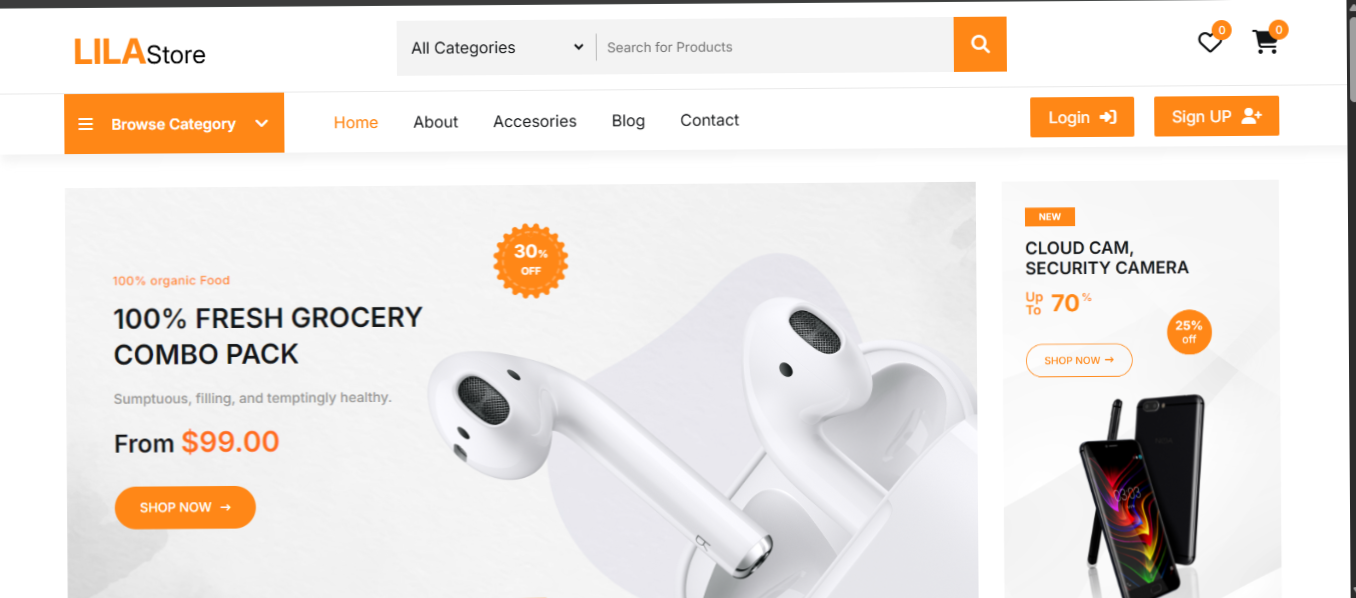 LILAStore
All Categories
Search for Products
0
0
Browse Category
Home
About
Accesories
Blog
Contact
Login
Sign UP
100% organic Food
100% FRESH GROCERY
COMBO PACK
Sumptuous, filling, and temptingly healthy.
From $99.00
SHOP NOW →
30%
OFF
NEW
CLOUD CAM,
SECURITY CAMERA
Up
To 70%
25%
off
SHOP NOW →
03:03